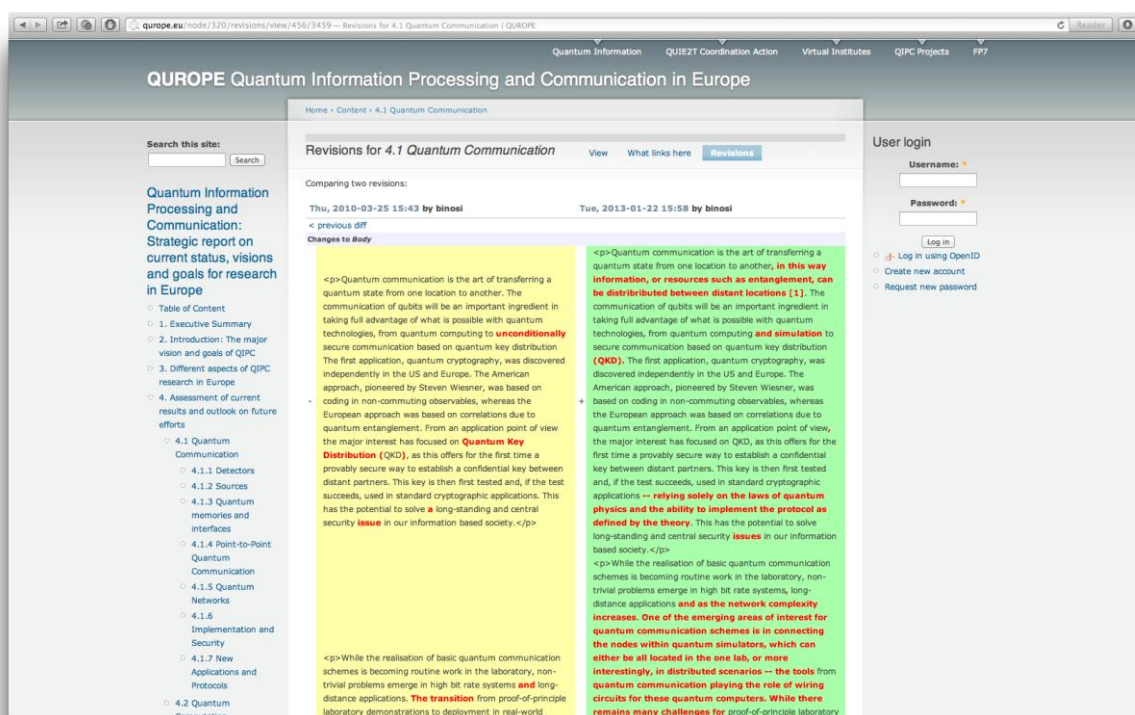 qurope.eu/node/320/revisions/view/456/3459 — Revisions for 4.1 Quantum Communication | QUROPE
Reader
Quantum Information QUIE2T Coordination Action Virtual Institutes QIPC Projects FP7
QUROPE Quantum Information Processing and Communication in Europe
Home › Content › 4.1 Quantum Communication
Search this site:
Search
Quantum Information
Processing and
Communication:
Strategic report on
current status, visions
and goals for research
in Europe
Table of Content
1. Executive Summary
2. Introduction: The major
vision and goals of QIPC
3. Different aspects of QIPC
research in Europe
4. Assessment of current
results and outlook on future
efforts
4.1 Quantum
Communication
4.1.1 Detectors
4.1.2 Sources
4.1.3 Quantum
memories and
interfaces
4.1.4 Point-to-Point
Quantum
Communication
4.1.5 Quantum
Networks
4.1.6
Implementation and
Security
4.1.7 New
Applications and
Protocols
4.2 Quantum
Revisions for 4.1 Quantum Communication View What links here Revisions
Comparing two revisions:
Thu, 2010-03-25 15:43 by binosi Tue, 2013-01-22 15:58 by binosi
< previous diff
Changes to Body
<p>Quantum communication is the art of transferring a
quantum state from one location to another. The
communication of qubits will be an important ingredient in
taking full advantage of what is possible with quantum
technologies, from quantum computing to unconditionally
secure communication based on quantum key distribution
The first application, quantum cryptography, was discovered
independently in the US and Europe. The American
approach, pioneered by Steven Wiesner, was based on
- coding in non-commuting observables, whereas the
European approach was based on correlations due to
quantum entanglement. From an application point of view
the major interest has focused on Quantum Key
Distribution (QKD), as this offers for the first time a
provably secure way to establish a confidential key between
distant partners. This key is then first tested and, if the test
succeeds, used in standard cryptographic applications. This
has the potential to solve a long-standing and central
security issue in our information based society.</p>
<p>While the realisation of basic quantum communication
schemes is becoming routine work in the laboratory, non-
trivial problems emerge in high bit rate systems and long-
distance applications. The transition from proof-of-principle
laboratory demonstrations to deployment in real-world
<p>Quantum communication is the art of transferring a
quantum state from one location to another, in this way
information, or resources such as entanglement, can
be distribributed between distant locations [1]. The
communication of qubits will be an important ingredient in
taking full advantage of what is possible with quantum
technologies, from quantum computing and simulation to
secure communication based on quantum key distribution
(QKD). The first application, quantum cryptography, was
discovered independently in the US and Europe. The
American approach, pioneered by Steven Wiesner, was
+ based on coding in non-commuting observables, whereas
the European approach was based on correlations due to
quantum entanglement. From an application point of view,
the major interest has focused on QKD, as this offers for the
first time a provably secure way to establish a confidential
key between distant partners. This key is then first tested
and, if the test succeeds, used in standard cryptographic
applications -- relying solely on the laws of quantum
physics and the ability to implement the protocol as
defined by the theory. This has the potential to solve
long-standing and central security issues in our information
based society.</p>
<p>While the realisation of basic quantum communication
schemes is becoming routine work in the laboratory, non-
trivial problems emerge in high bit rate systems, long-
distance applications and as the network complexity
increases. One of the emerging areas of interest for
quantum communication schemes is in connecting
the nodes within quantum simulators, which can
either be all located in the one lab, or more
interestingly, in distributed scenarios -- the tools from
quantum communication playing the role of wiring
circuits for these quantum computers. While there
remains many challenges for proof-of-principle laboratory
User login
Username: *
Password: *
Log in
Log in using OpenID
Create new account
Request new password